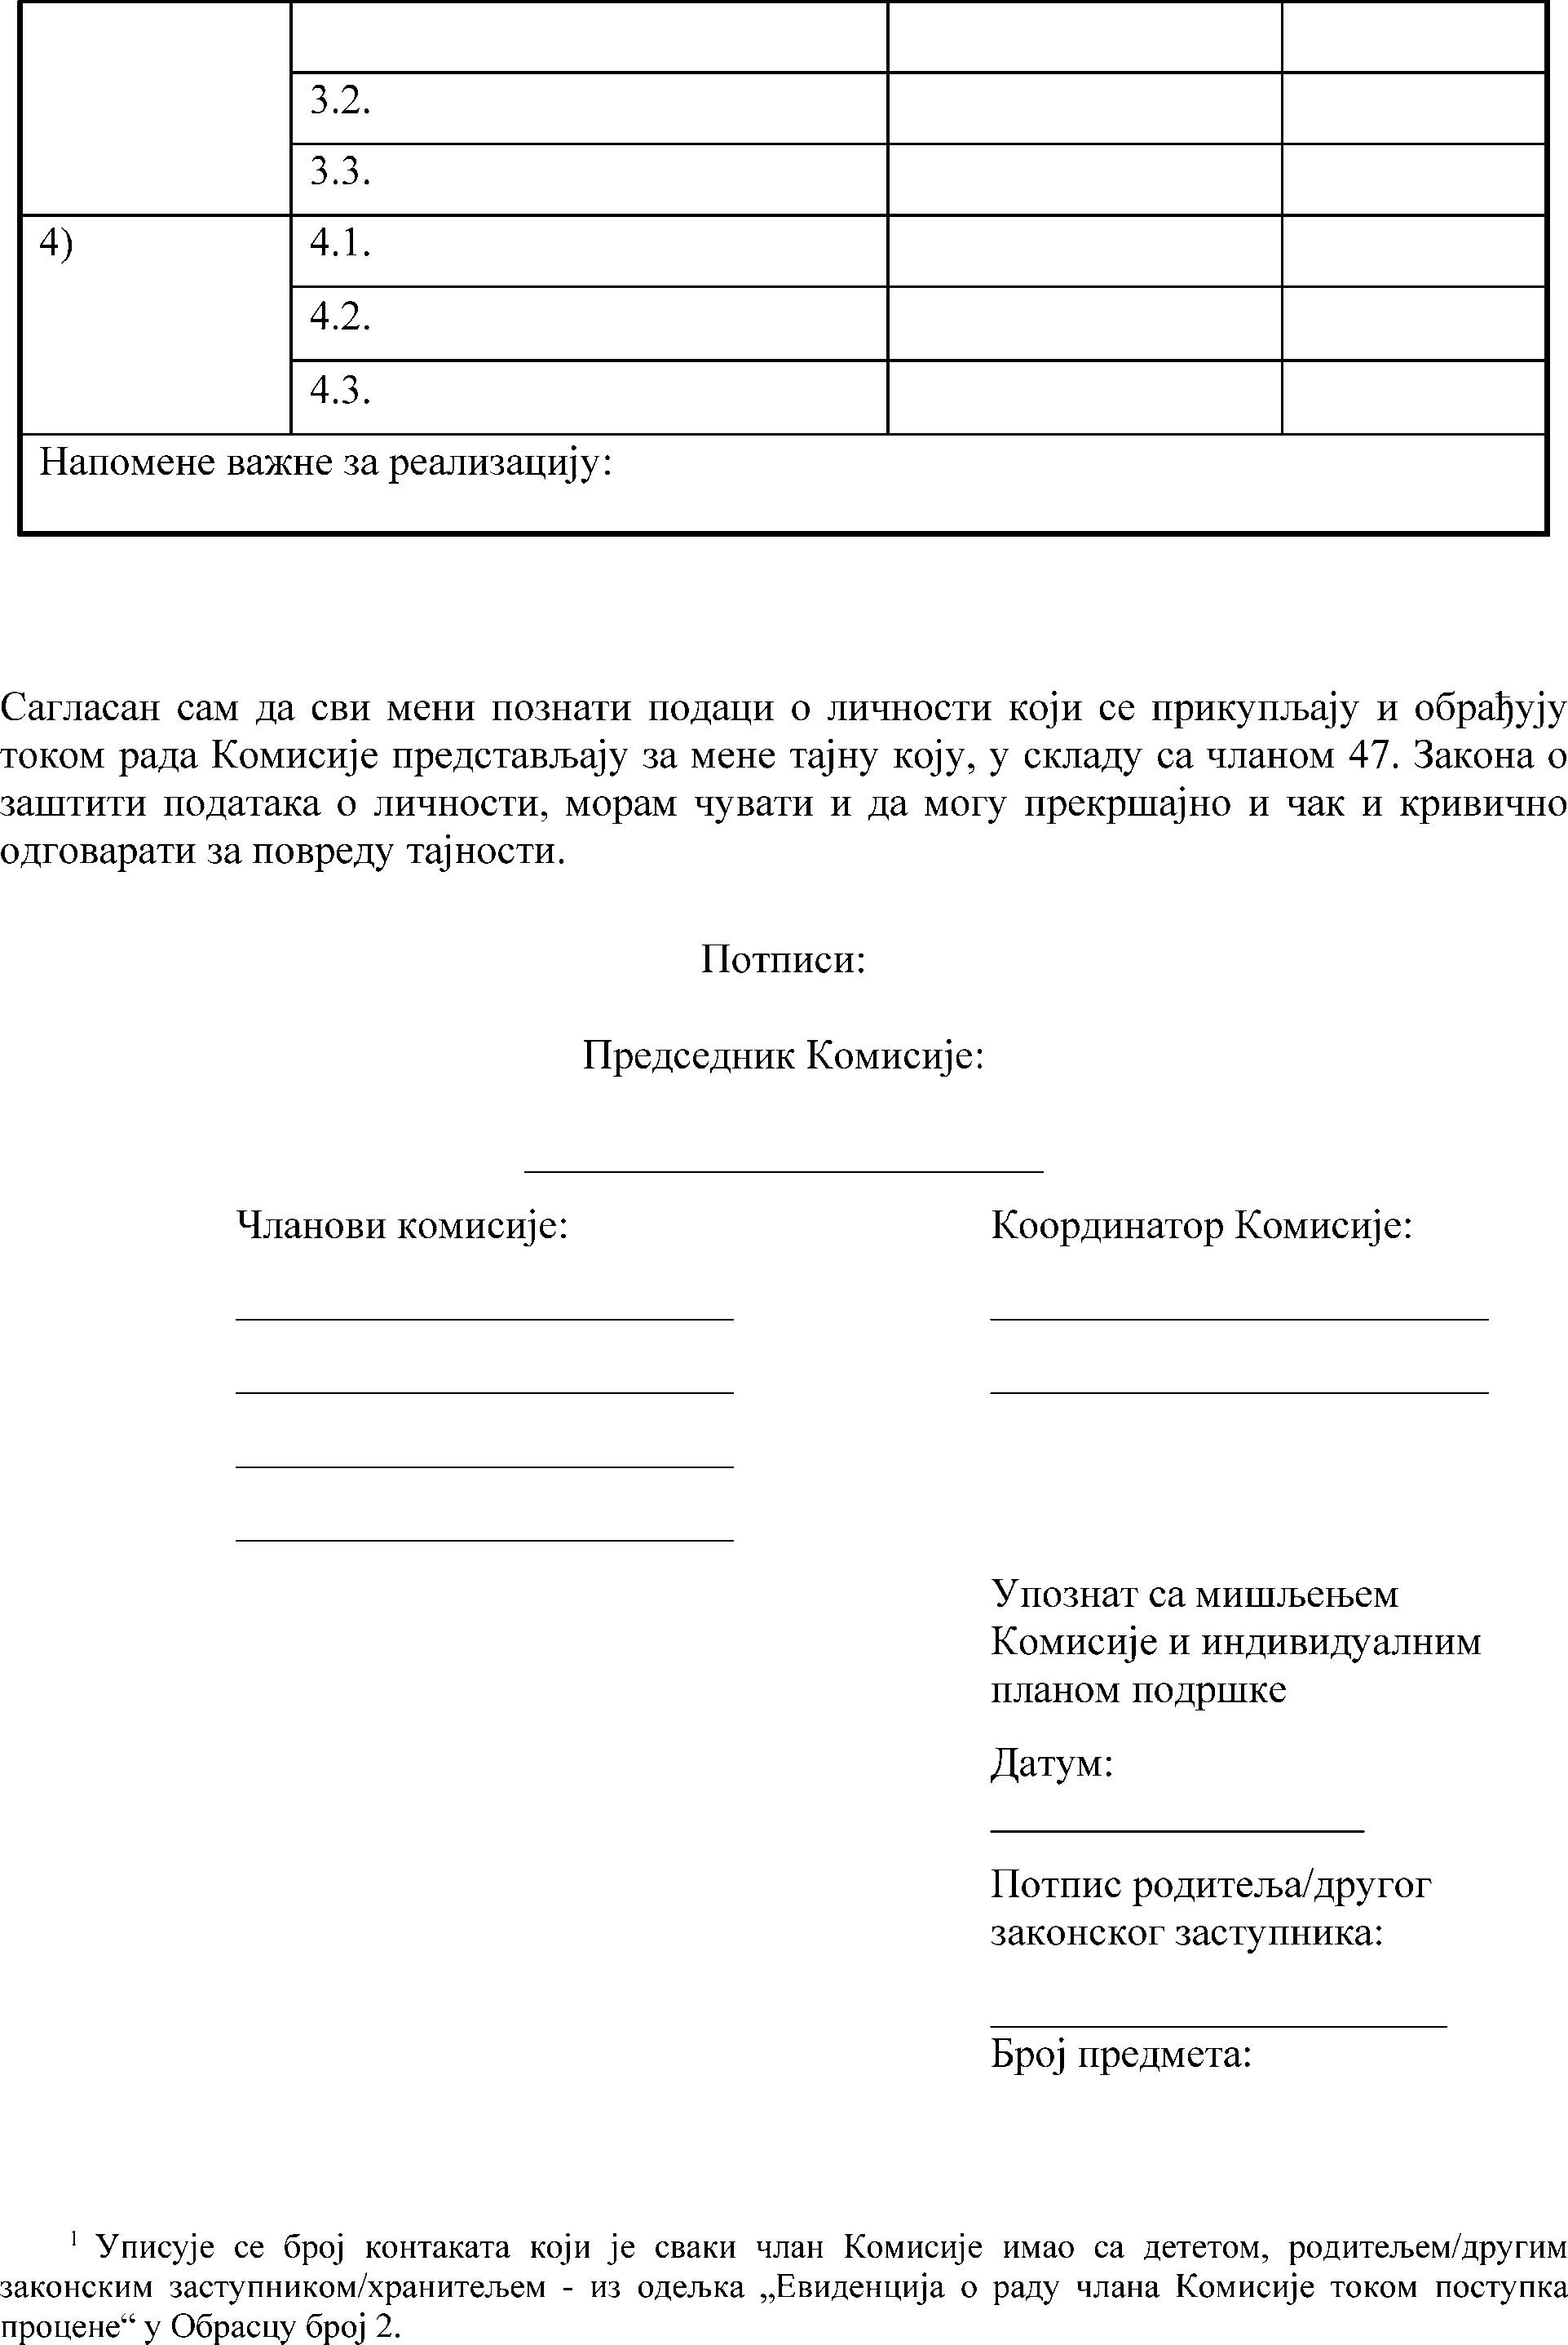 3.2.
3.3.
4) 4.1.
4.2.
4.3.
Напомене важне за реализацију:
Сагласан сам да сви мени познати подаци о личности који се прикупљају и обрађују
током рада Комисије представљају за мене тајну коју, у складу са чланом 47. Закона о
заштити података о личности, морам чувати и да могу прекршајно и чак и кривично
одговарати за повреду тајности.
Потписи:
Председник Комисије:
Чланови комисије:
Координатор Комисије:
Упознат са мишљењем
Комисије и индивидуалним
планом подршке
Датум:
Потпис родитеља/другог
законског заступника:
Број предмета:
¹ Уписује се број контаката који је сваки члан Комисије имао са дететом, родитељем/другим
законским заступником/хранитељем - из одељка „Евиденција о раду члана Комисије током поступка
процене“ у Обрасцу број 2.